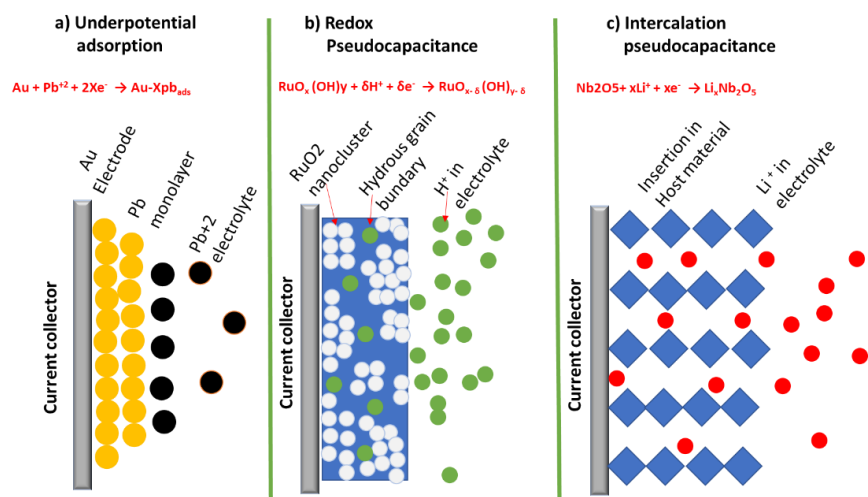 a) Underpotential
adsorption
Au + Pb⁺² + 2Xe⁻ → Au-Xpb_ads
Au
Electrode
Pb
monolayer
Pb+2
electrolyte
Current collector
b) Redox
Pseudocapacitance
RuOₓ (OH)y + δH⁺ + δe⁻ → RuOₓ₋δ (OH)ᵧ₋δ
RuO2
nanocluster
Hydrous grain
bundary
H⁺ in
electrolyte
Current collector
c) Intercalation
pseudocapacitance
Nb2O5+ xLi⁺ + xe⁻ → LiₓNb₂O₅
Insertion in
Host material
Li⁺ in
electrolyte
Current collector